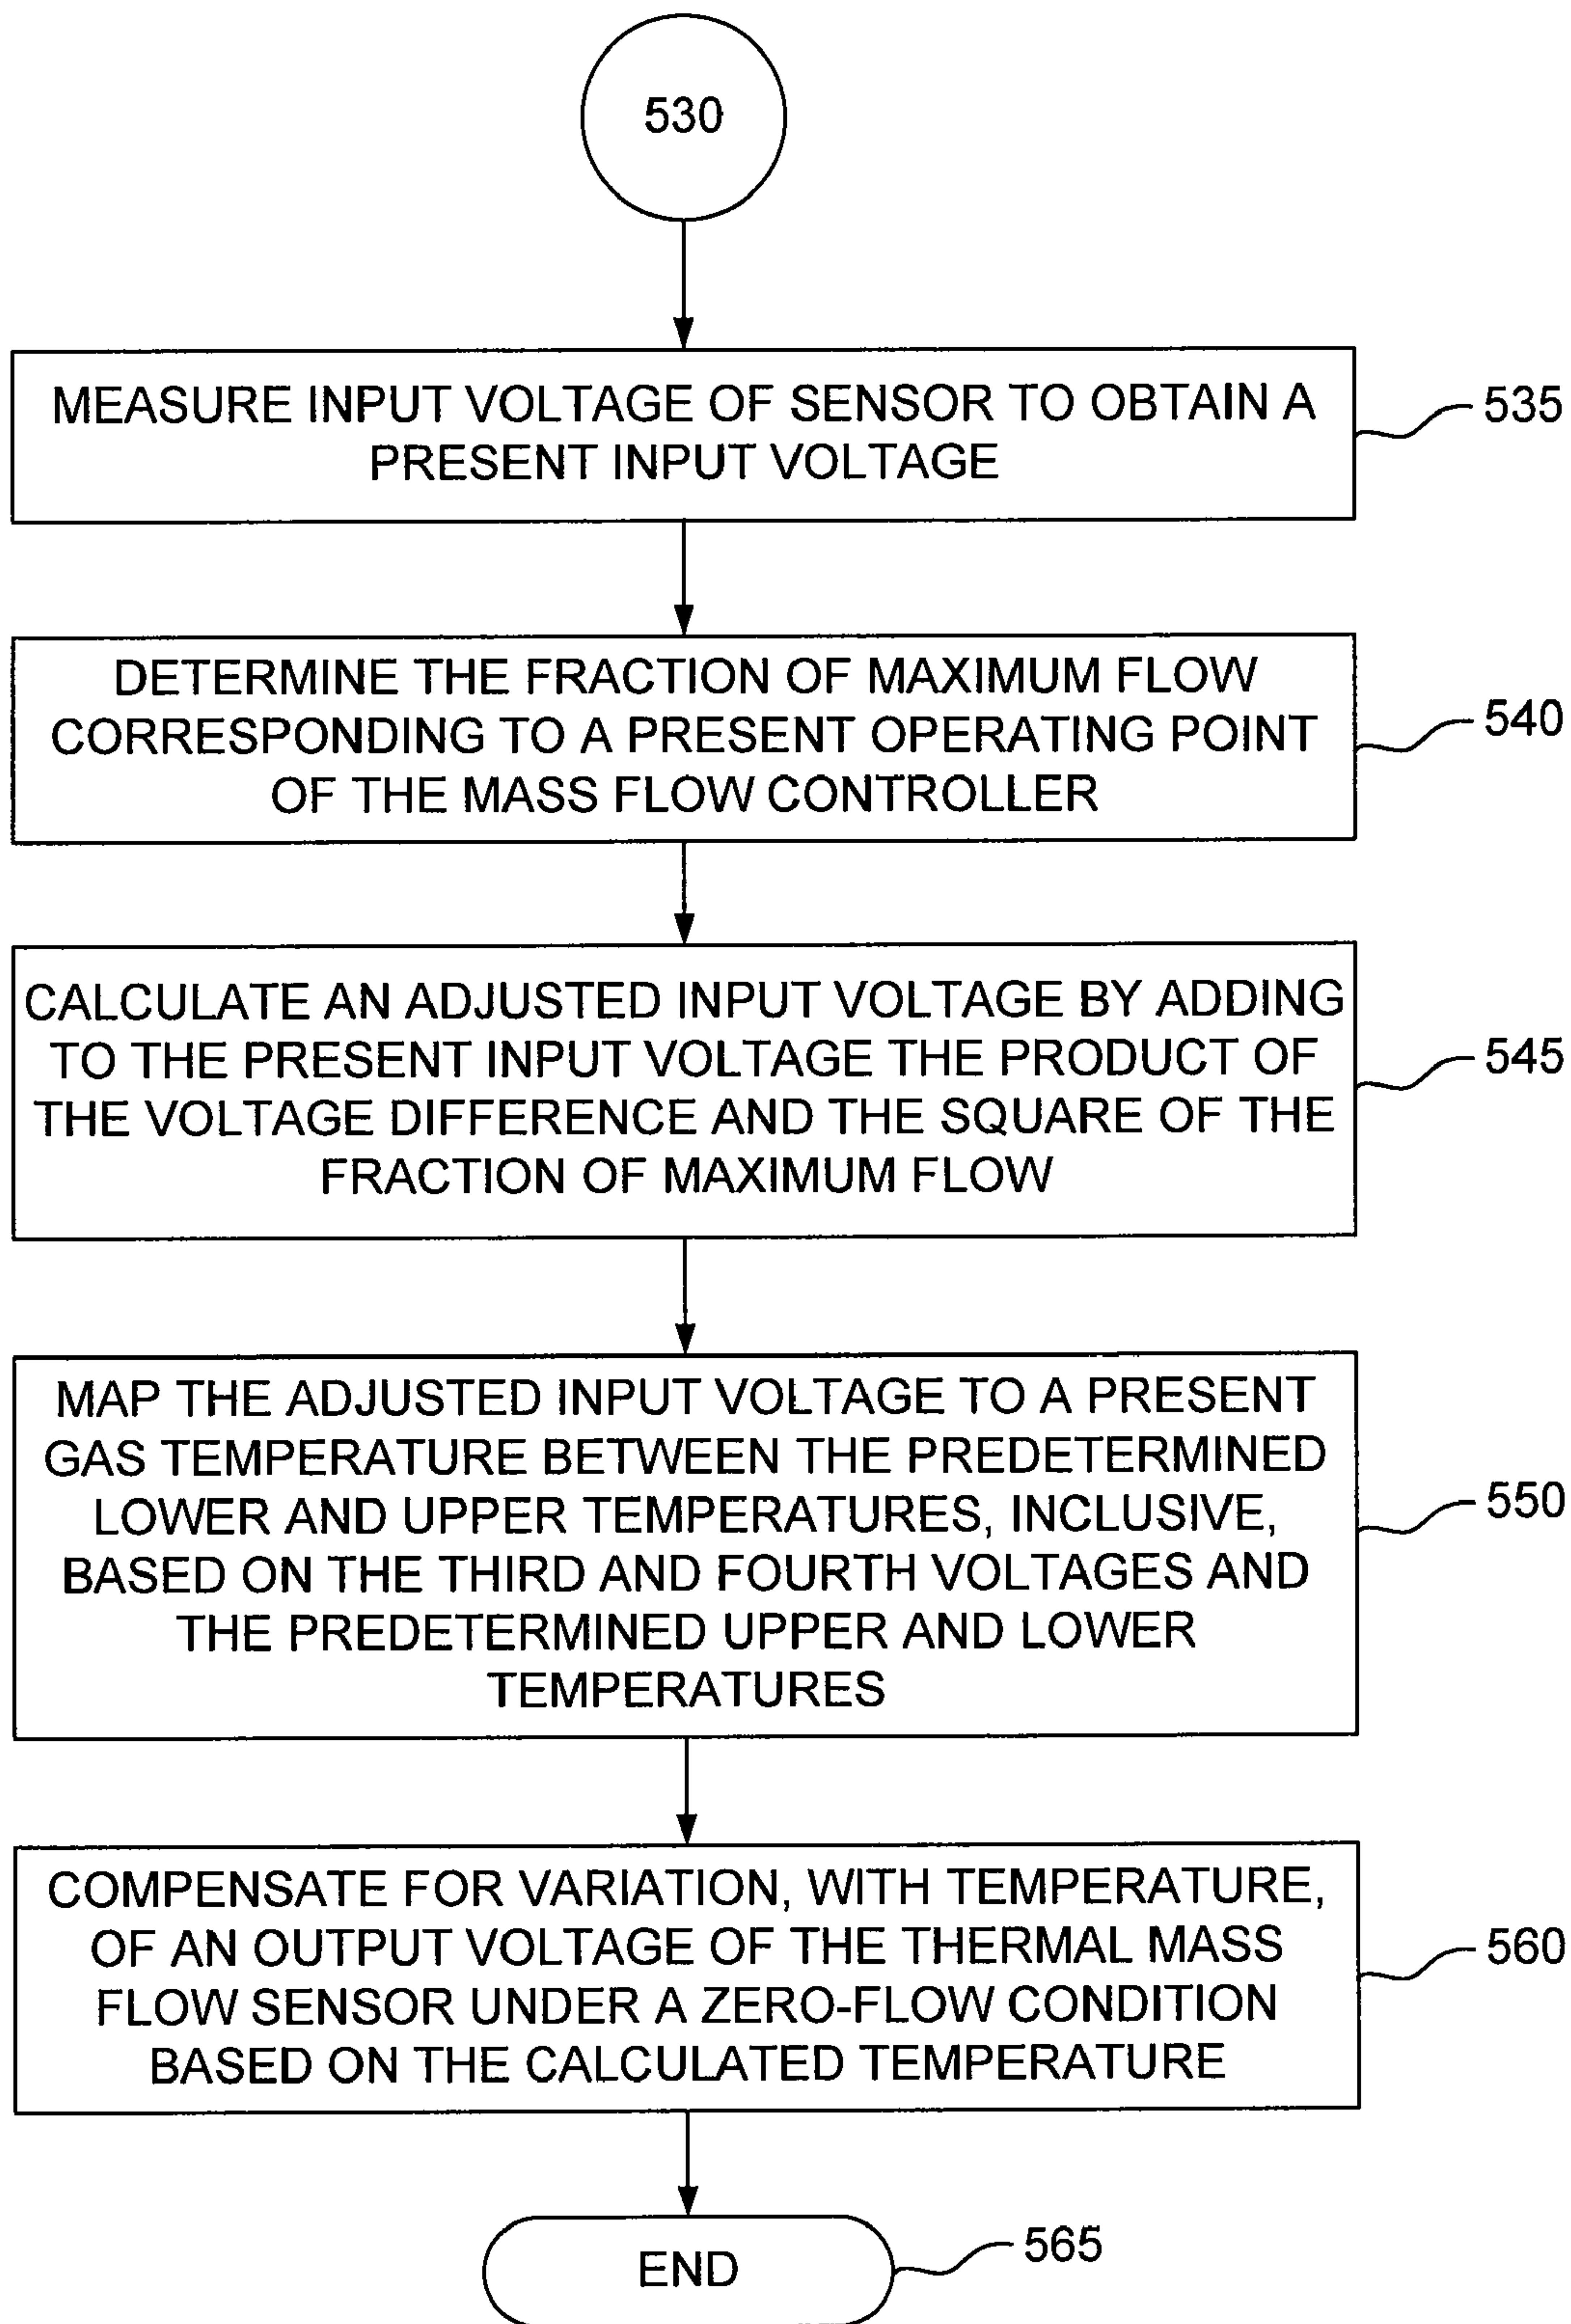 530
MEASURE INPUT VOLTAGE OF SENSOR TO OBTAIN A
PRESENT INPUT VOLTAGE
535
DETERMINE THE FRACTION OF MAXIMUM FLOW
CORRESPONDING TO A PRESENT OPERATING POINT
OF THE MASS FLOW CONTROLLER
540
CALCULATE AN ADJUSTED INPUT VOLTAGE BY ADDING
TO THE PRESENT INPUT VOLTAGE THE PRODUCT OF
THE VOLTAGE DIFFERENCE AND THE SQUARE OF THE
FRACTION OF MAXIMUM FLOW
545
MAP THE ADJUSTED INPUT VOLTAGE TO A PRESENT
GAS TEMPERATURE BETWEEN THE PREDETERMINED
LOWER AND UPPER TEMPERATURES, INCLUSIVE,
BASED ON THE THIRD AND FOURTH VOLTAGES AND
THE PREDETERMINED UPPER AND LOWER
TEMPERATURES
550
COMPENSATE FOR VARIATION, WITH TEMPERATURE,
OF AN OUTPUT VOLTAGE OF THE THERMAL MASS
FLOW SENSOR UNDER A ZERO-FLOW CONDITION
BASED ON THE CALCULATED TEMPERATURE
560
END
565